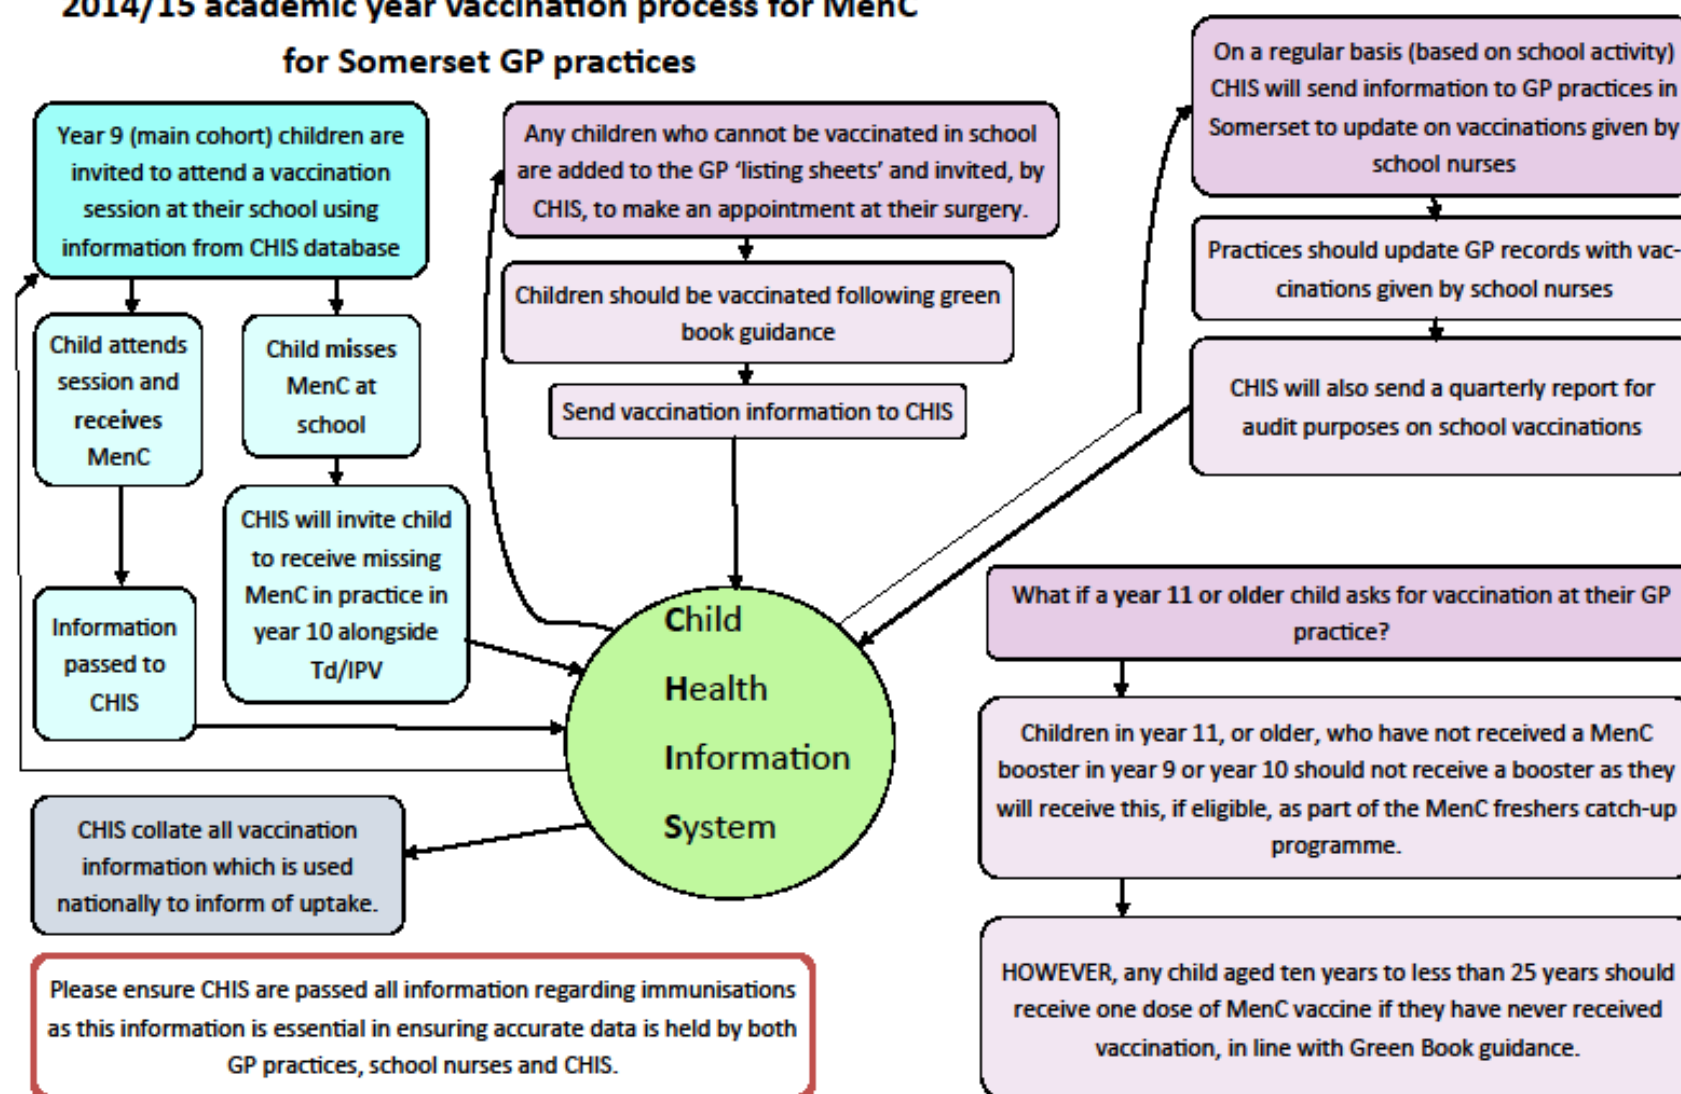 2014/15 academic year vaccination process for MenC
for Somerset GP practices
Year 9 (main cohort) children are
invited to attend a vaccination
session at their school using
information from CHIS database
Child attends
session and
receives
MenC
Information
passed to
CHIS
Child misses
MenC at
school
CHIS will invite child
to receive missing
MenC in practice in
year 10 alongside
Td/IPV
Any children who cannot be vaccinated in school
are added to the GP ‘listing sheets’ and invited, by
CHIS, to make an appointment at their surgery.
Children should be vaccinated following green
book guidance
Send vaccination information to CHIS
Child
Health
Information
System
CHIS collate all vaccination
information which is used
nationally to inform of uptake.
Please ensure CHIS are passed all information regarding immunisations
as this information is essential in ensuring accurate data is held by both
GP practices, school nurses and CHIS.
On a regular basis (based on school activity)
CHIS will send information to GP practices in
Somerset to update on vaccinations given by
school nurses
Practices should update GP records with vac-
cinations given by school nurses
CHIS will also send a quarterly report for
audit purposes on school vaccinations
What if a year 11 or older child asks for vaccination at their GP
practice?
Children in year 11, or older, who have not received a MenC
booster in year 9 or year 10 should not receive a booster as they
will receive this, if eligible, as part of the MenC freshers catch-up
programme.
HOWEVER, any child aged ten years to less than 25 years should
receive one dose of MenC vaccine if they have never received
vaccination, in line with Green Book guidance.